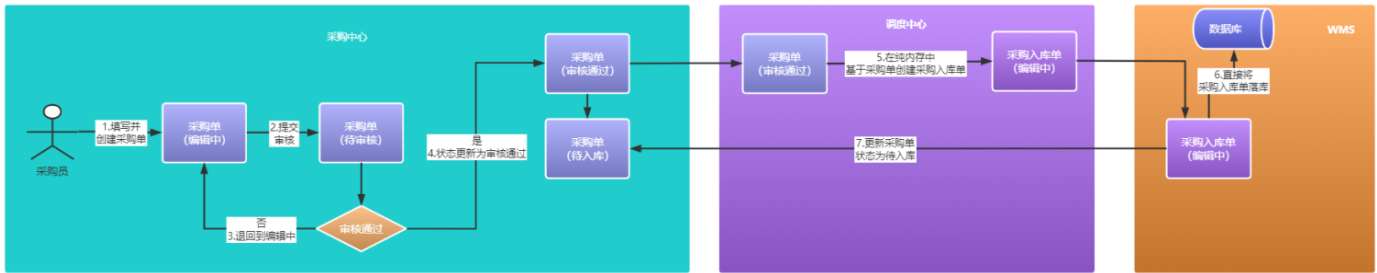 采购中心
采购员
1.填写并
创建采购单
采购单
(编辑中)
2.提交
审核
采购单
(待审核)
审核通过
否
3.退回到编辑中
是
4.状态更新为审核通过
采购单
(审核通过)
采购单
(待入库)
调度中心
采购单
(审核通过)
5.在纯内存中
基于采购单创建采购入库单
采购入库单
(编辑中)
WMS
数据库
6.直接将
采购入库单落库
采购入库单
(编辑中)
7.更新采购单
状态为待入库